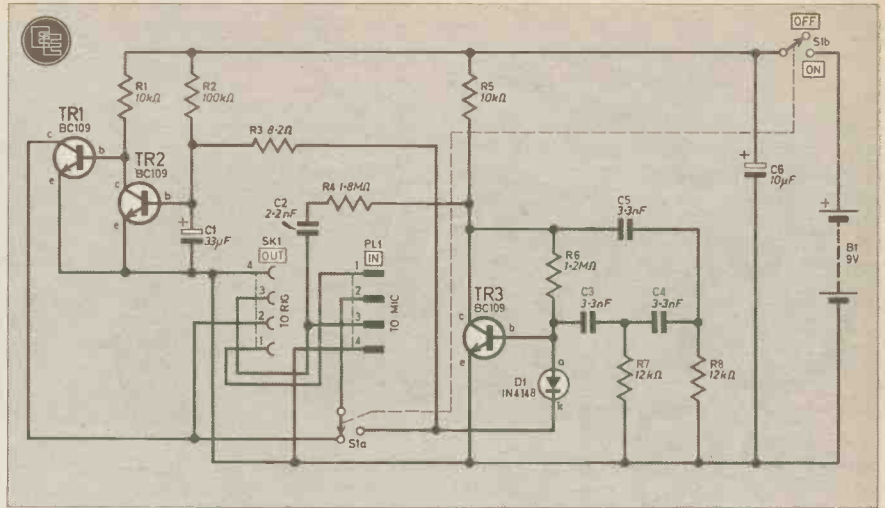 EE
OFF
S1b
ON
R1
10kΩ
R2
100kΩ
R5
10kΩ
TR1
BC109
c
b
e
TR2
BC109
c
b
e
R3 8·2Ω
R4 1·8MΩ
C2
2·2nF
+
C1
33µF
SK1
OUT
4
3
2
1
TO RIG
PL1
IN
1
2
3
4
TO MIC
S1a
C5
3·3nF
R6
1·2MΩ
C3
3·3nF
C4
3·3nF
TR3
BC109
c
b
e
a
D1
IN4148
k
R7
12kΩ
R8
12kΩ
+
C6
10µF
+
B1
9V